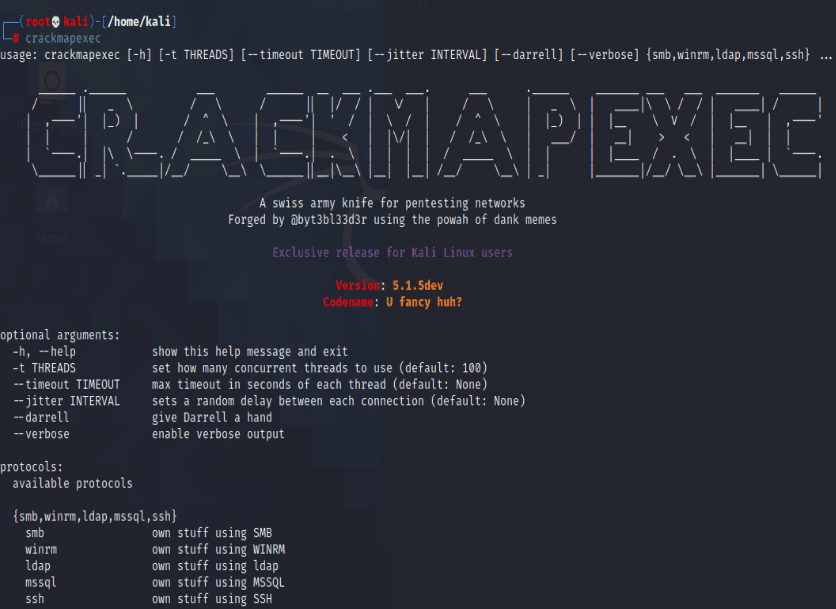 (root💀kali)-[/home/kali]
# crackmapexec
usage: crackmapexec [-h] [-t THREADS] [--timeout TIMEOUT] [--jitter INTERVAL] [--darrell] [--verbose] {smb,winrm,ldap,mssql,ssh} ...
CRACKMAPEXEC
A swiss army knife for pentesting networks
Forged by @byt3bl33d3r using the powah of dank memes
Exclusive release for Kali Linux users
Version: 5.1.5dev
Codename: U fancy huh?
optional arguments:
-h, --help show this help message and exit
-t THREADS set how many concurrent threads to use (default: 100)
--timeout TIMEOUT max timeout in seconds of each thread (default: None)
--jitter INTERVAL sets a random delay between each connection (default: None)
--darrell give Darrell a hand
--verbose enable verbose output
protocols:
available protocols
{smb,winrm,ldap,mssql,ssh}
smb own stuff using SMB
winrm own stuff using WINRM
ldap own stuff using ldap
mssql own stuff using MSSQL
ssh own stuff using SSH
Home